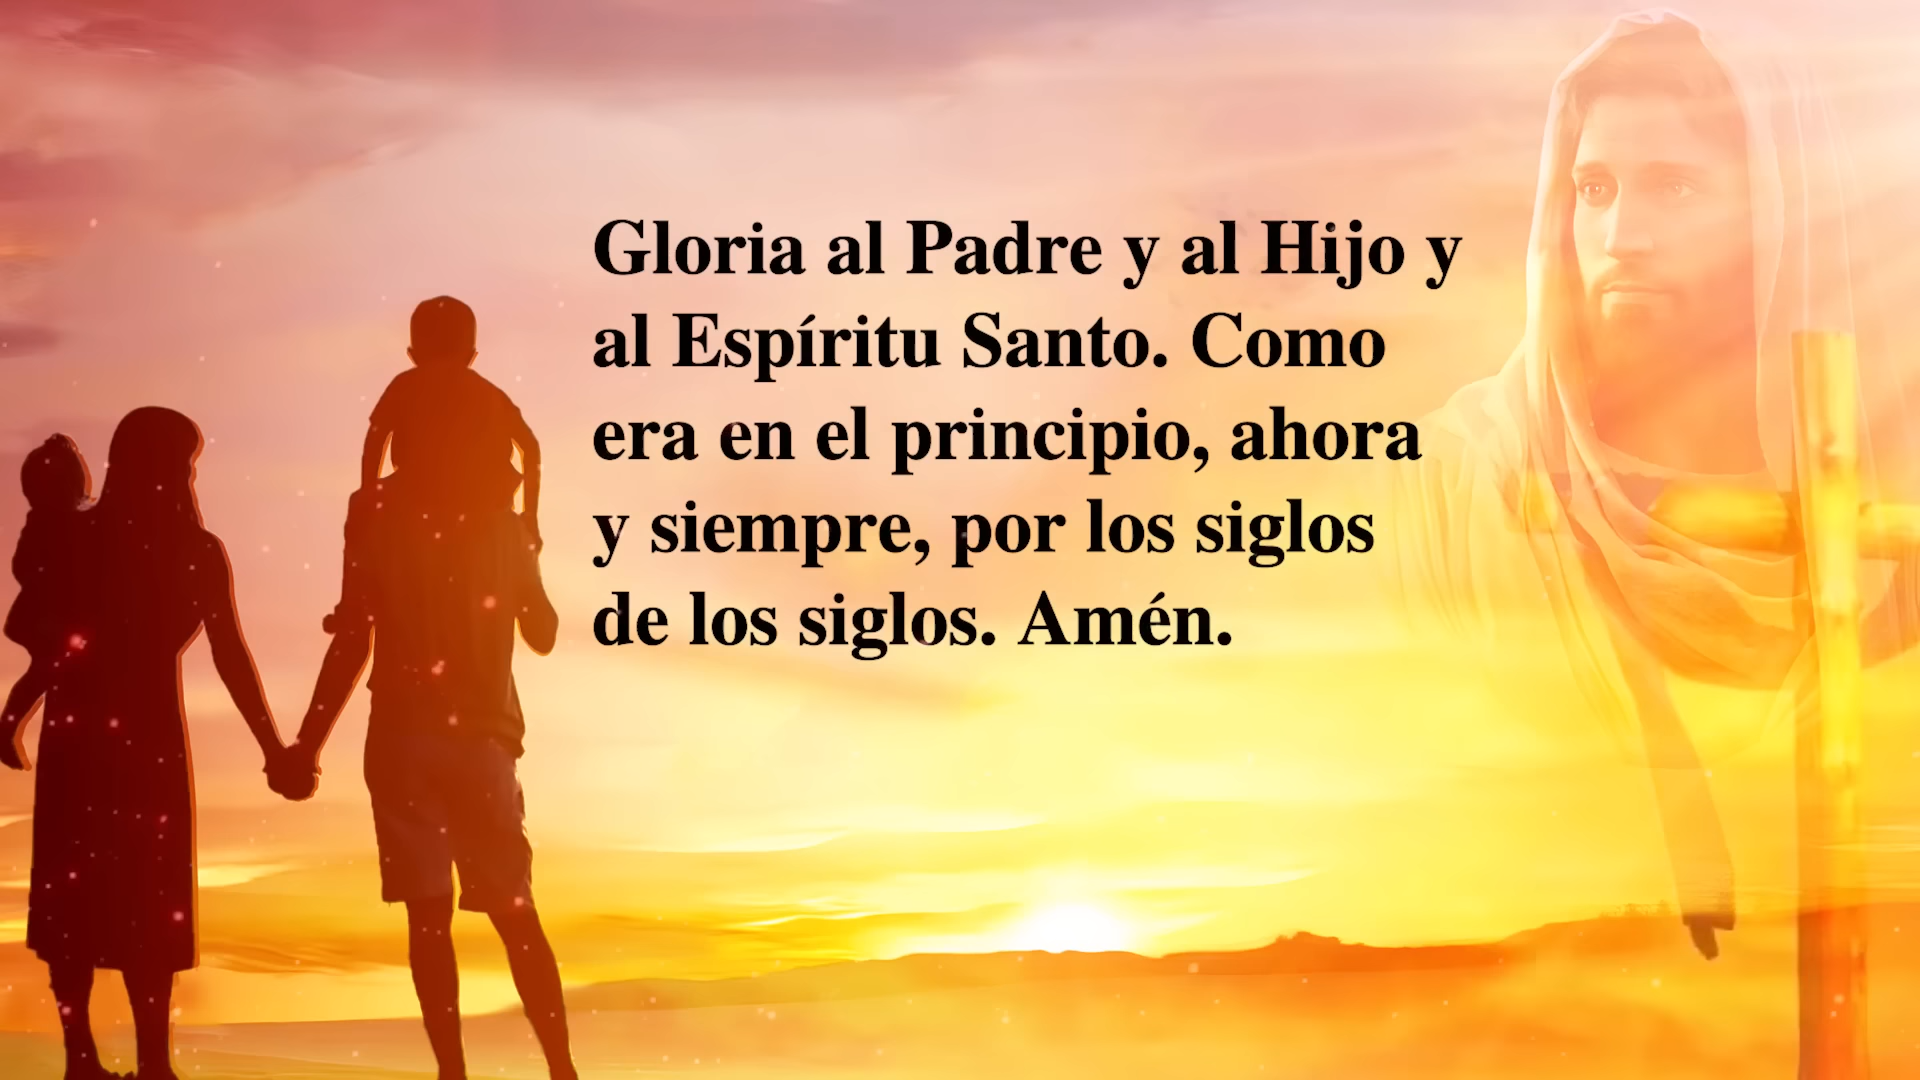 Gloria al Padre y al Hijo y
al Espíritu Santo. Como
era en el principio, ahora
y siempre, por los siglos
de los siglos. Amén.